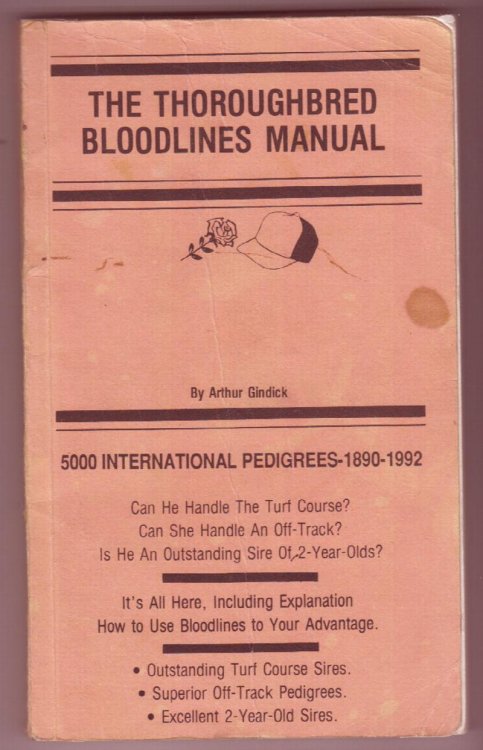 THE THOROUGHBRED
BLOODLINES MANUAL
By Arthur Gindick
5000 INTERNATIONAL PEDIGREES-1890-1992
Can He Handle The Turf Course?
Can She Handle An Off-Track?
Is He An Outstanding Sire Of 2-Year-Olds?
It's All Here, Including Explanation
How to Use Bloodlines to Your Advantage.
• Outstanding Turf Course Sires.
• Superior Off-Track Pedigrees.
• Excellent 2-Year-Old Sires.